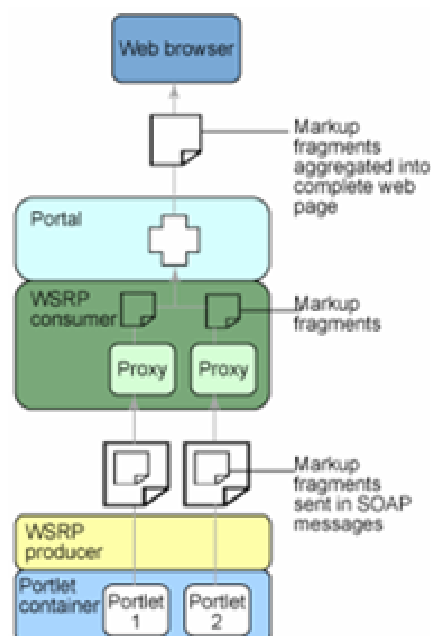 Web browser
Markup
fragments
aggregated into
complete web
page
Portal
WSRP
consumer
Markup
fragments
Proxy
Proxy
Markup
fragments
sent in SOAP
messages
WSRP
producer
Portlet
container
Portlet
1
Portlet
2